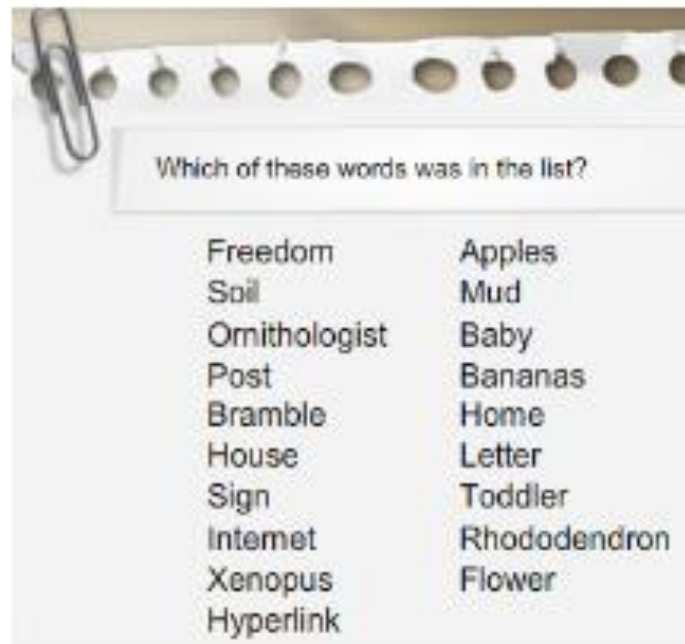 Which of these words was in the list?
Freedom
Soil
Ornithologist
Post
Bramble
House
Sign
Internet
Xenopus
Hyperlink
Apples
Mud
Baby
Bananas
Home
Letter
Toddler
Rhododendron
Flower